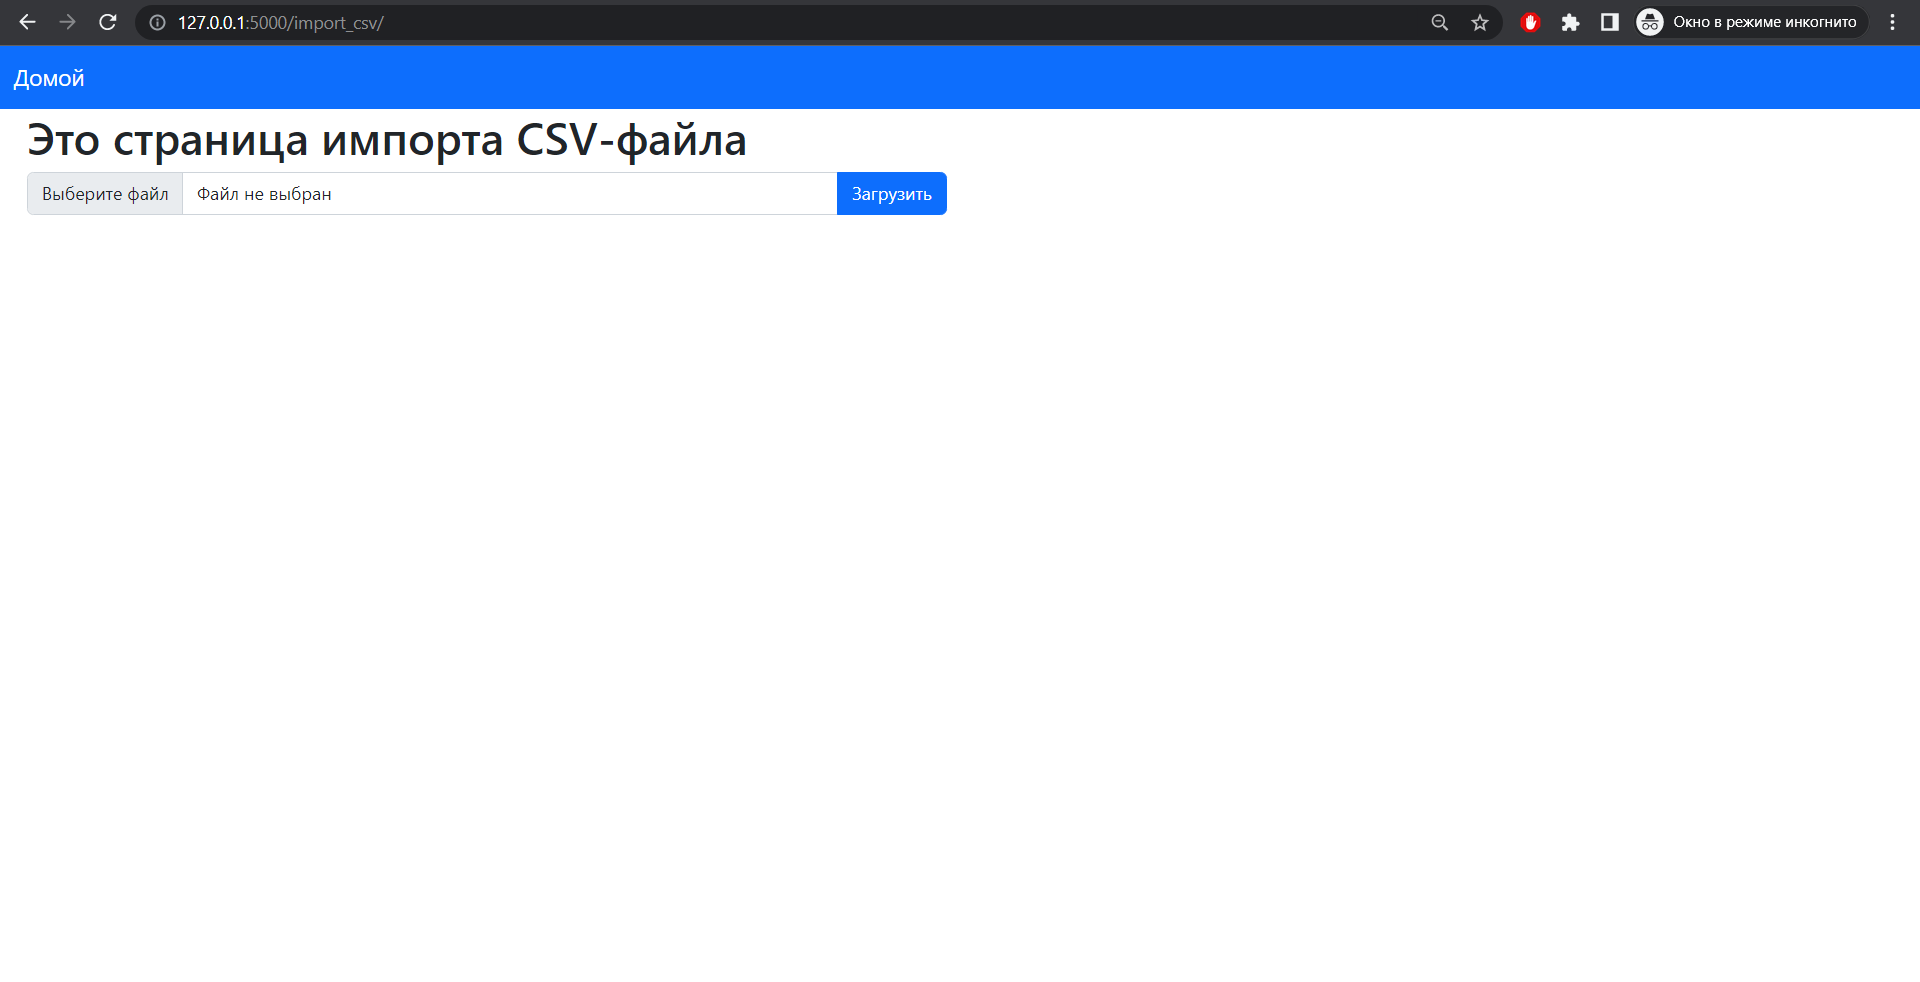 127.0.0.1:5000/import_csv/
Окно в режиме инкогнито
Домой
Это страница импорта CSV-файла
Выберите файл Файл не выбран Загрузить